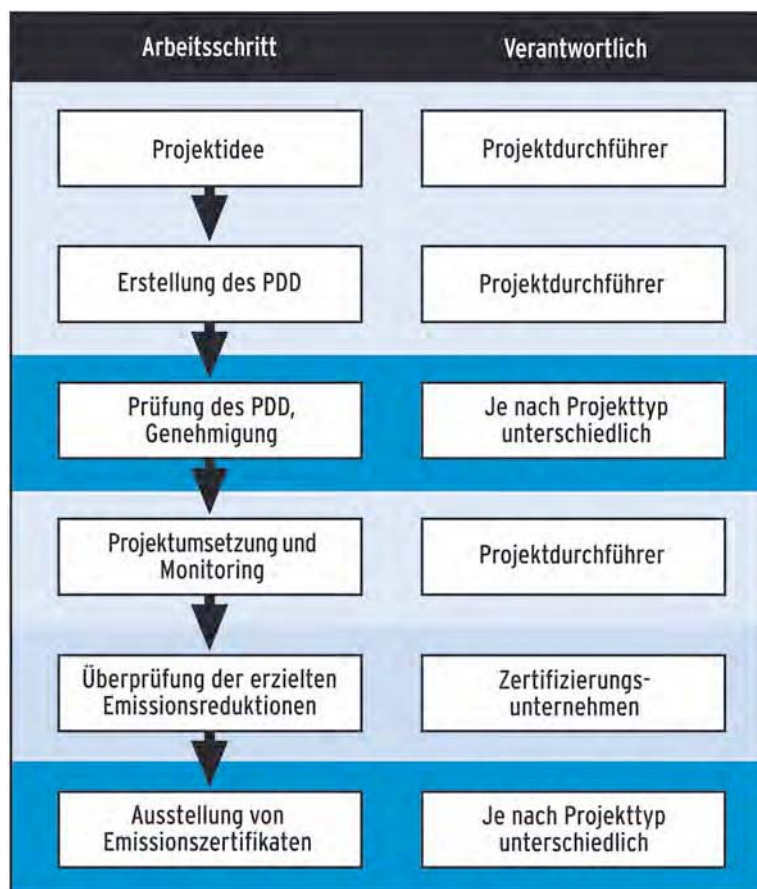 Arbeitsschritt
Verantwortlich
Projektidee
Projektdurchführer
Erstellung des PDD
Projektdurchführer
Prüfung des PDD,
Genehmigung
Je nach Projekttyp
unterschiedlich
Projektumsetzung und
Monitoring
Projektdurchführer
Überprüfung der erzielten
Emissionsreduktionen
Zertifizierungs-
unternehmen
Ausstellung von
Emissionszertifikaten
Je nach Projekttyp
unterschiedlich